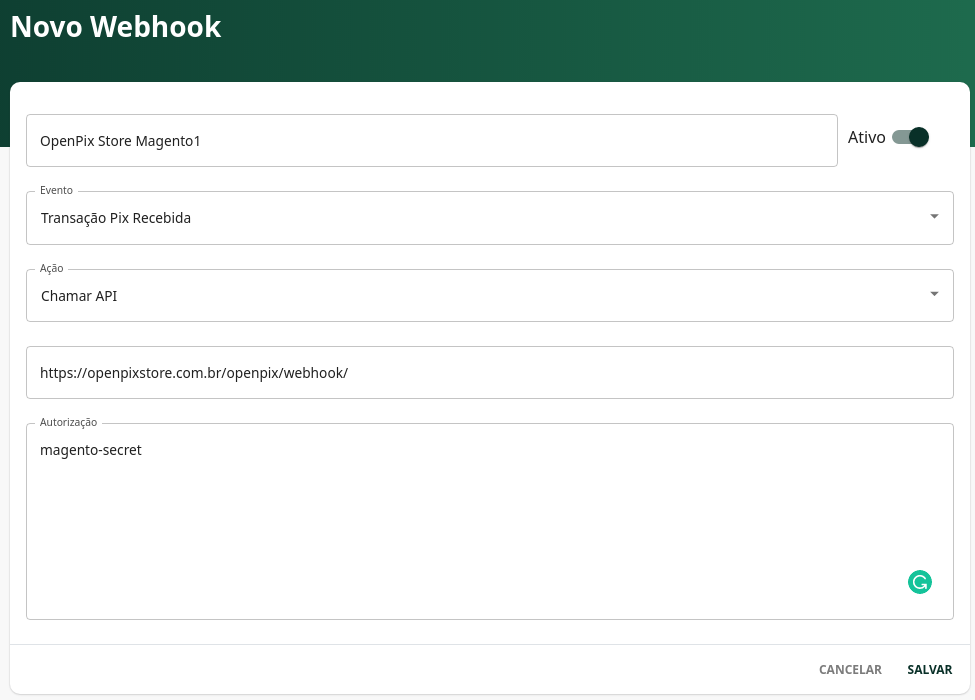 Novo Webhook
OpenPix Store Magento1
Ativo
Evento
Transação Pix Recebida
Ação
Chamar API
https://openpixstore.com.br/openpix/webhook/
Autorização
magento-secret
CANCELAR SALVAR